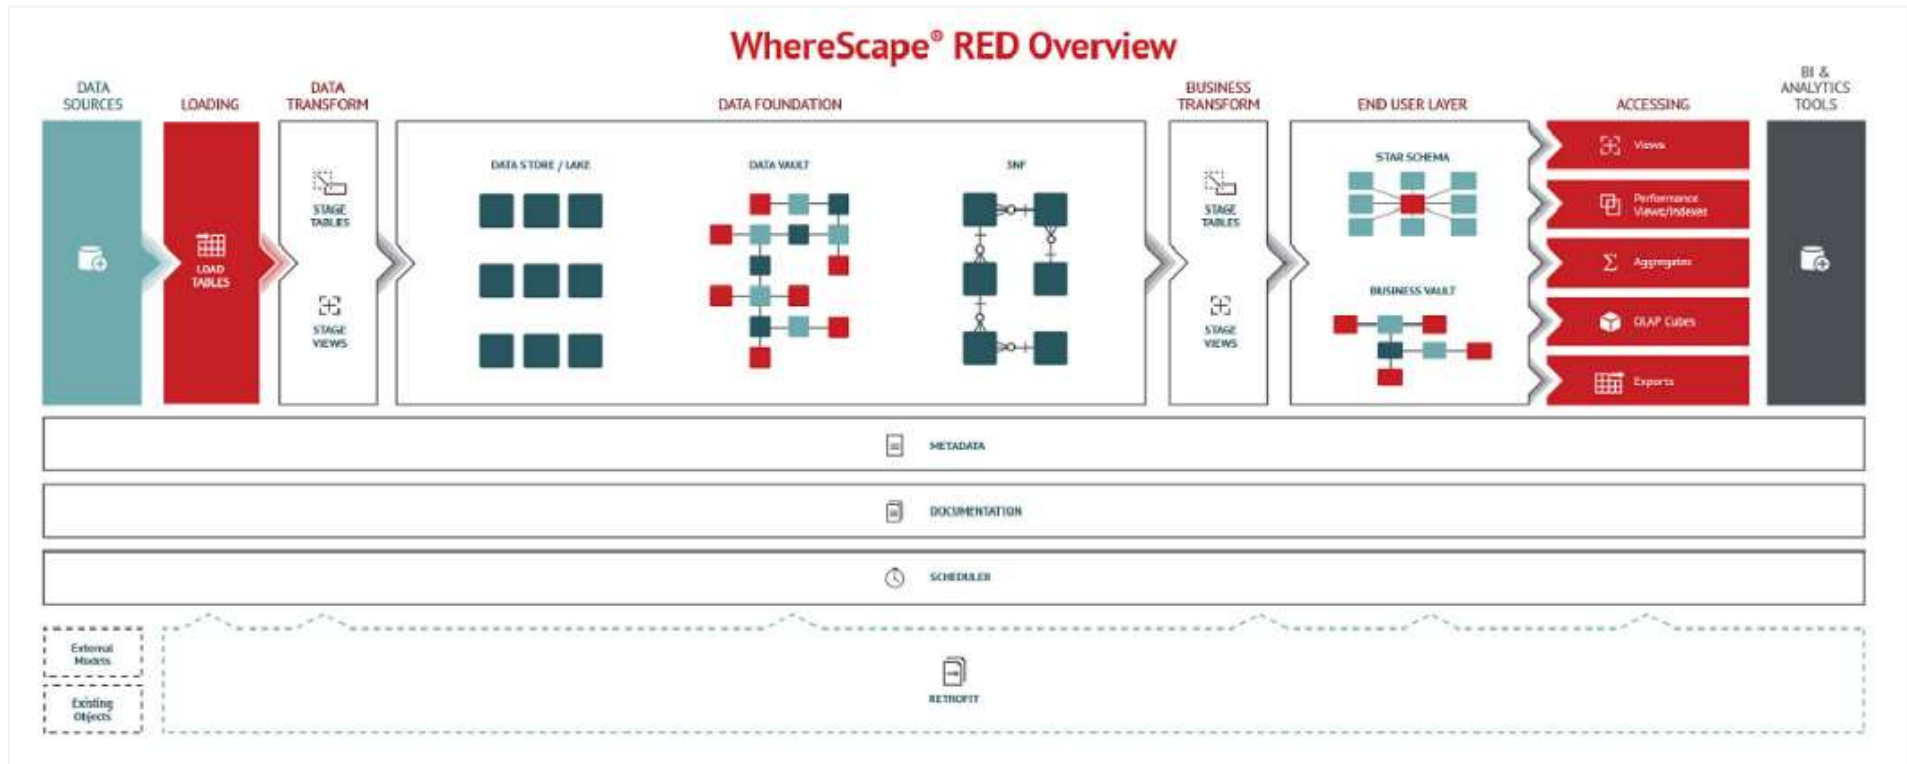 WhereScape® RED Overview
DATA
SOURCES
LOADING
DATA
TRANSFORM
DATA FOUNDATION
BUSINESS
TRANSFORM
END USER LAYER
ACCESSING
BI &
ANALYTICS
TOOLS
LOAD
TABLES
STAGE
TABLES
STAGE
VIEWS
DATA STORE / LAKE
DATA VAULT
3NF
STAGE
TABLES
STAGE
VIEWS
STAR SCHEMA
BUSINESS VAULT
Views
Performance
Views/Indexes
Aggregates
OLAP Cubes
Exports
METADATA
DOCUMENTATION
SCHEDULER
External
Models
Existing
Objects
RETROFIT